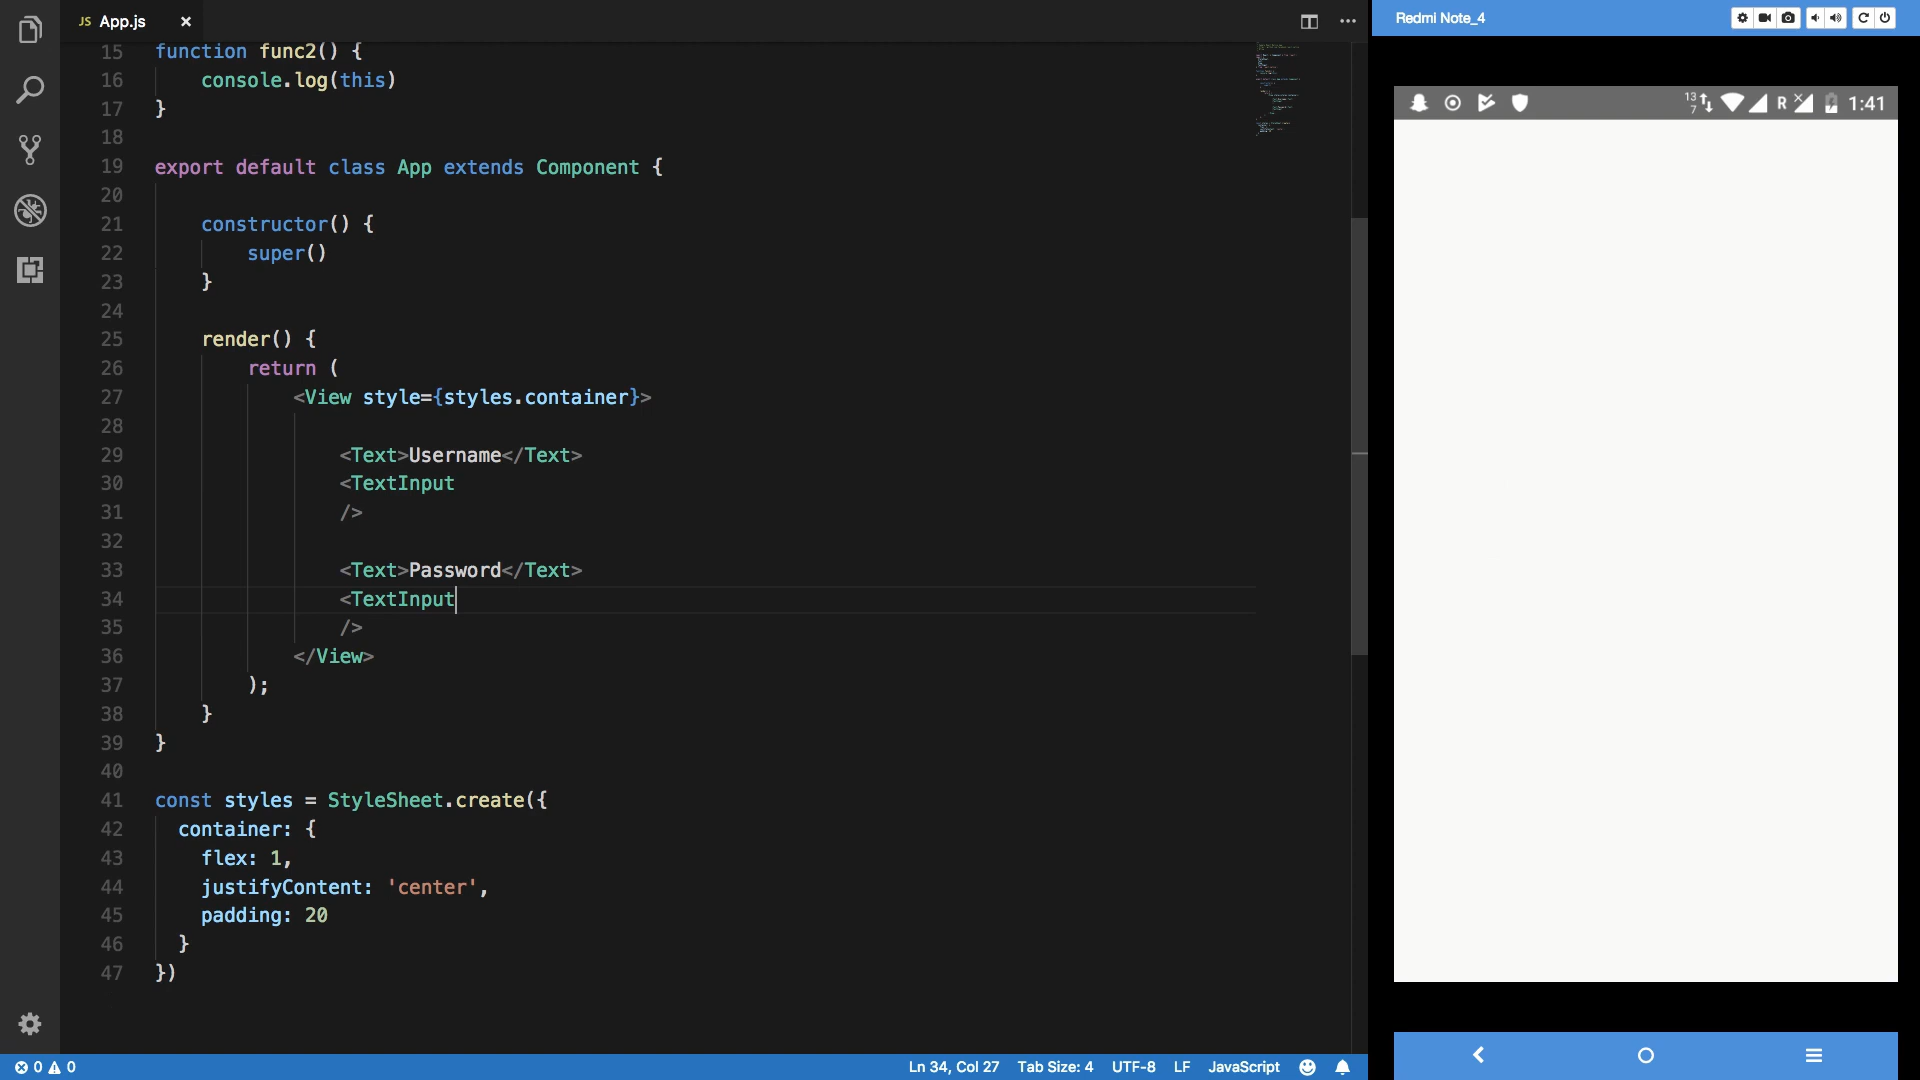 JS App.js ×
Redmi Note_4
15 function func2() {
16 console.log(this)
17 }
18
19 export default class App extends Component {
20
21 constructor() {
22 super()
23 }
24
25 render() {
26 return (
27 <View style={styles.container}>
28
29 <Text>Username</Text>
30 <TextInput
31 />
32
33 <Text>Password</Text>
34 <TextInput
35 />
36 </View>
37 );
38 }
39 }
40
41 const styles = StyleSheet.create({
42 container: {
43 flex: 1,
44 justifyContent: 'center',
45 padding: 20
46 }
47 })
13
7
R
1:41
0 0
Ln 34, Col 27 Tab Size: 4 UTF-8 LF JavaScript